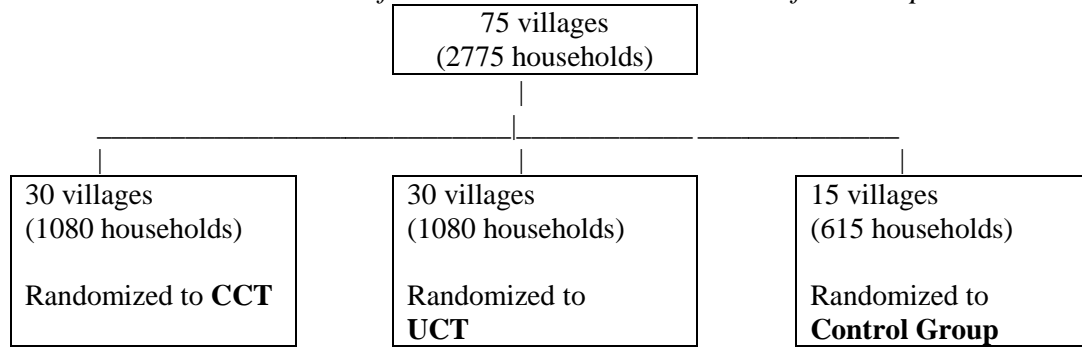 75 villages
(2775 households)
30 villages
(1080 households)
Randomized to CCT
30 villages
(1080 households)
Randomized to
UCT
15 villages
(615 households)
Randomized to
Control Group